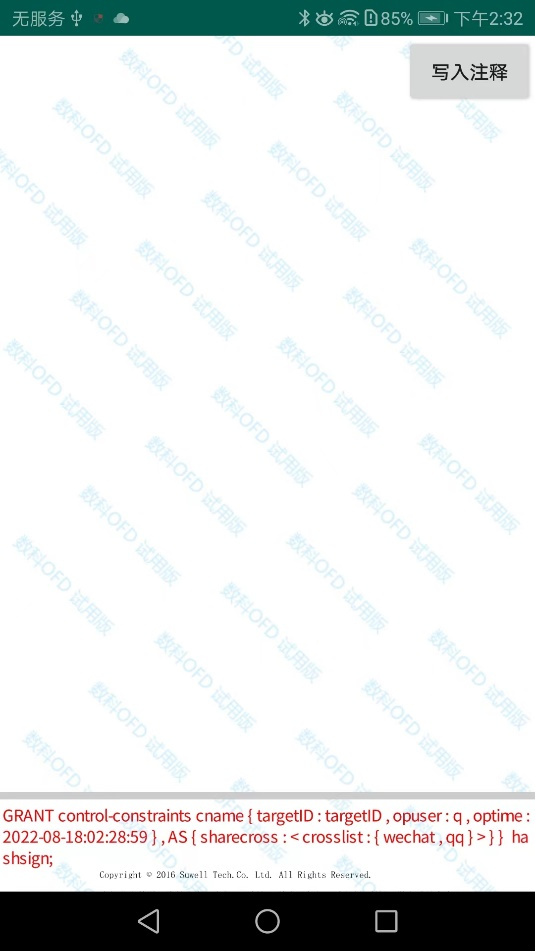 无服务 85% 下午2:32
写入注释
数科OFD 试用版
GRANT control-constraints cname { targetID : targetID , opuser : q , optime :
2022-08-18:02:28:59 } , AS { sharecross : < crosslist : { wechat , qq } > } } ha
shsign;
Copyright © 2016 Suwell Tech.Co. Ltd. All Rights Reserved.